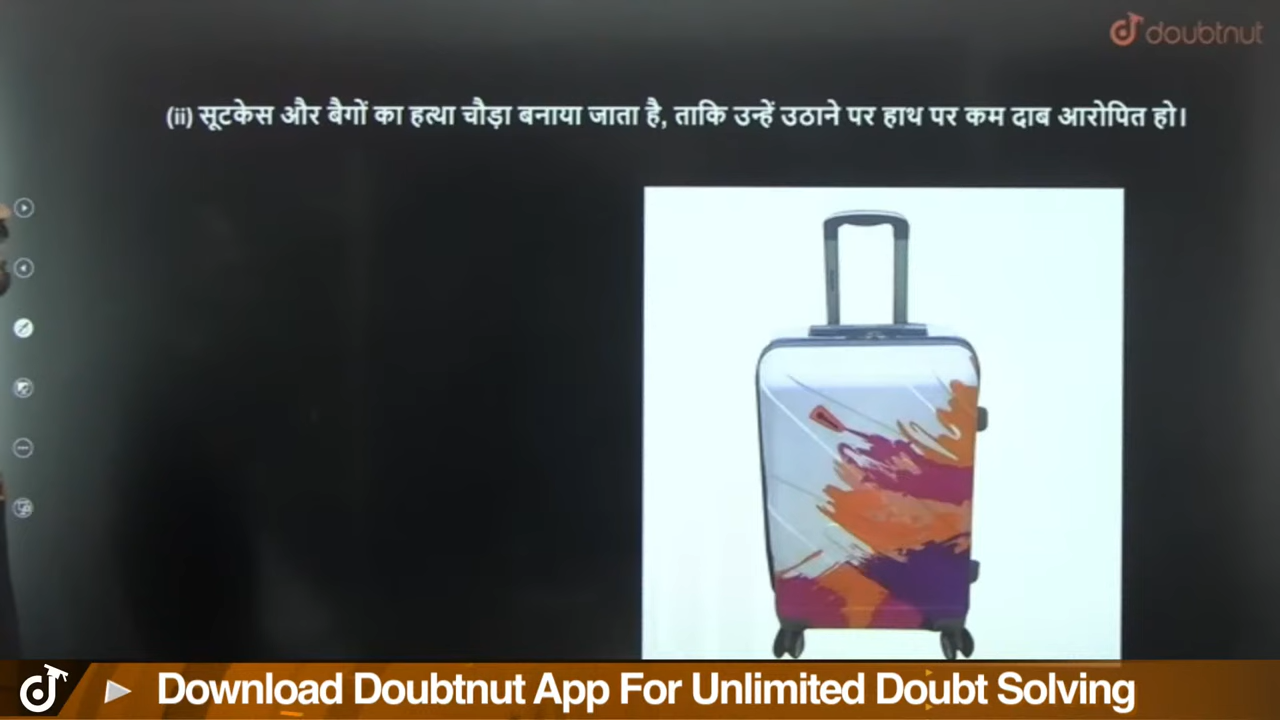 doubtnut
(ii) सूटकेस और बैगों का हत्था चौड़ा बनाया जाता है, ताकि उन्हें उठाने पर हाथ पर कम दाब आरोपित हो।
Download Doubtnut App For Unlimited Doubt Solving